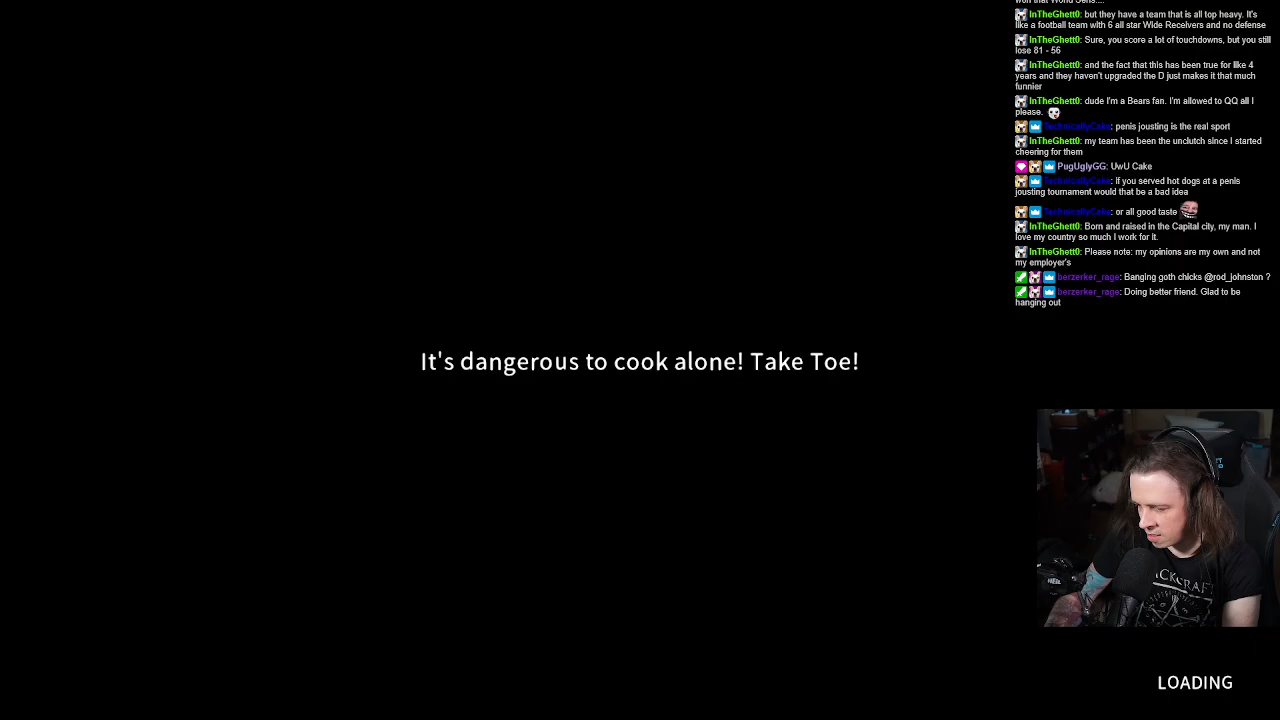 InTheGhett0: but they have a team that is all top heavy. It's
like a football team with 6 all star Wide Receivers and no defense
InTheGhett0: Sure, you score a lot of touchdowns, but you still
lose 81 - 56
InTheGhett0: and the fact that this has been true for like 4
years and they haven't upgraded the D just makes it that much
funnier
InTheGhett0: dude I'm a Bears fan. I'm allowed to QQ all I
please.
TechnicallyCake: penis jousting is the real sport
InTheGhett0: my team has been the unclutch since I started
cheering for them
PugUglyGG: UwU Cake
TechnicallyCake: if you served hot dogs at a penis
jousting tournament would that be a bad idea
TechnicallyCake: or all good taste
InTheGhett0: Born and raised in the Capital city, my man. I
love my country so much I work for it.
InTheGhett0: Please note: my opinions are my own and not
my employer's
berzerker_rage: Banging goth chicks @rod_johnston ?
berzerker_rage: Doing better friend. Glad to be
hanging out
It's dangerous to cook alone! Take Toe!
LOADING